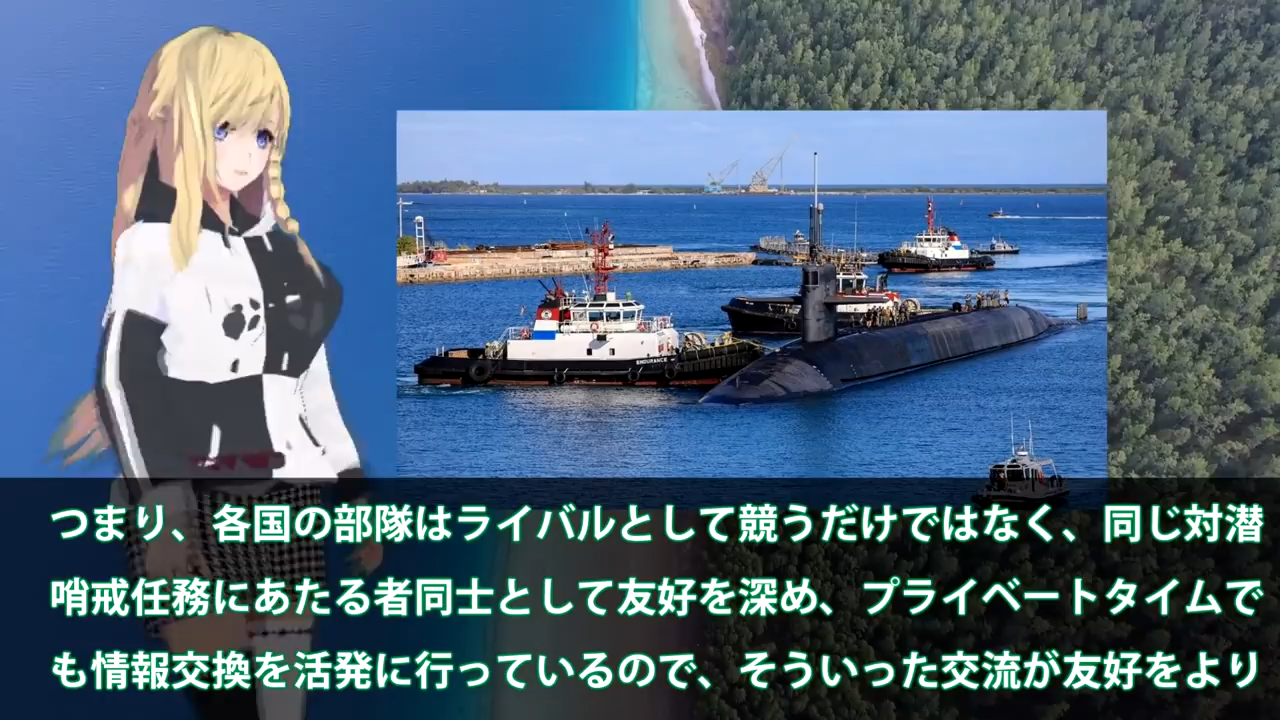 ENDURANCE
つまり、各国の部隊はライバルとして競うだけではなく、同じ対潜
哨戒任務にあたる者同士として友好を深め、プライベートタイムで
も情報交換を活発に行っているので、そういった交流が友好をより